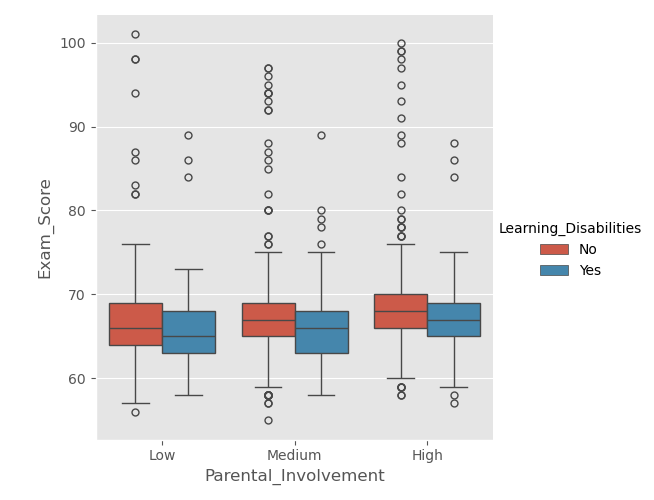 100
90
80
70
60
Exam_Score
Low
Medium
High
Parental_Involvement
Learning_Disabilities
No
Yes